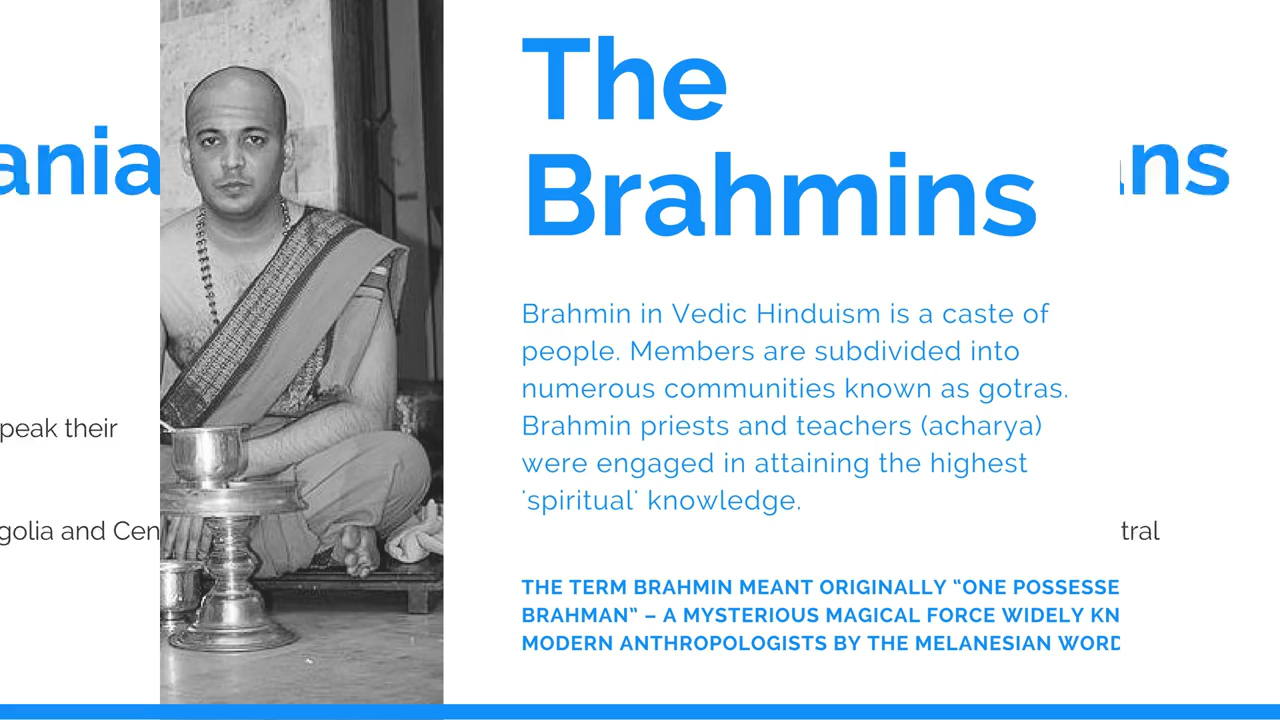 The
Brahmins
Brahmin in Vedic Hinduism is a caste of
people. Members are subdivided into
numerous communities known as gotras.
Brahmin priests and teachers (acharya)
were engaged in attaining the highest
'spiritual' knowledge.
THE TERM BRAHMIN MEANT ORIGINALLY “ONE POSSESSE
BRAHMAN” – A MYSTERIOUS MAGICAL FORCE WIDELY KN
MODERN ANTHROPOLOGISTS BY THE MELANESIAN WORD
ania
ns
peak their
golia and Cen
tral